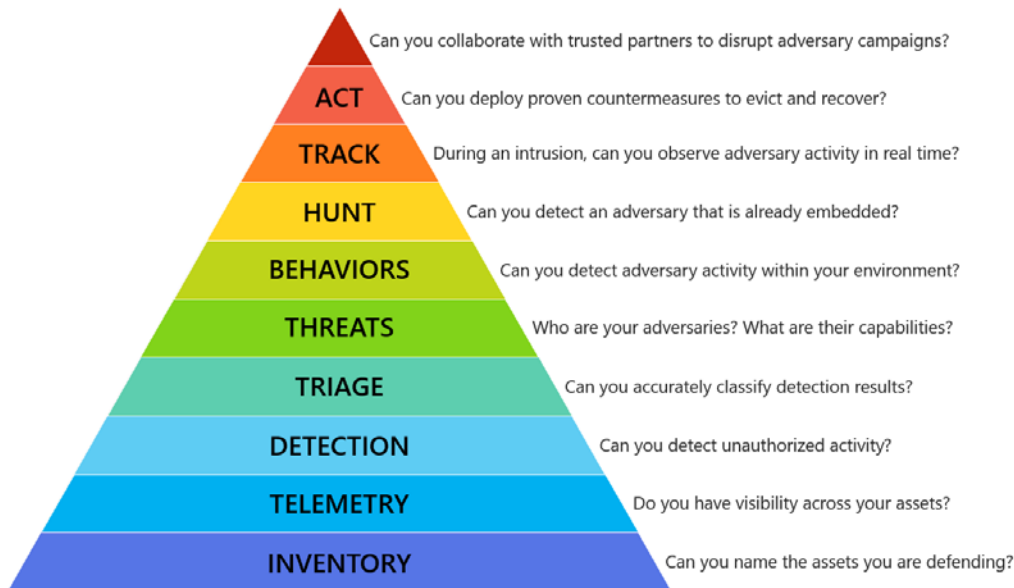 Can you collaborate with trusted partners to disrupt adversary campaigns?
ACT Can you deploy proven countermeasures to evict and recover?
TRACK During an intrusion, can you observe adversary activity in real time?
HUNT Can you detect an adversary that is already embedded?
BEHAVIORS Can you detect adversary activity within your environment?
THREATS Who are your adversaries? What are their capabilities?
TRIAGE Can you accurately classify detection results?
DETECTION Can you detect unauthorized activity?
TELEMETRY Do you have visibility across your assets?
INVENTORY Can you name the assets you are defending?